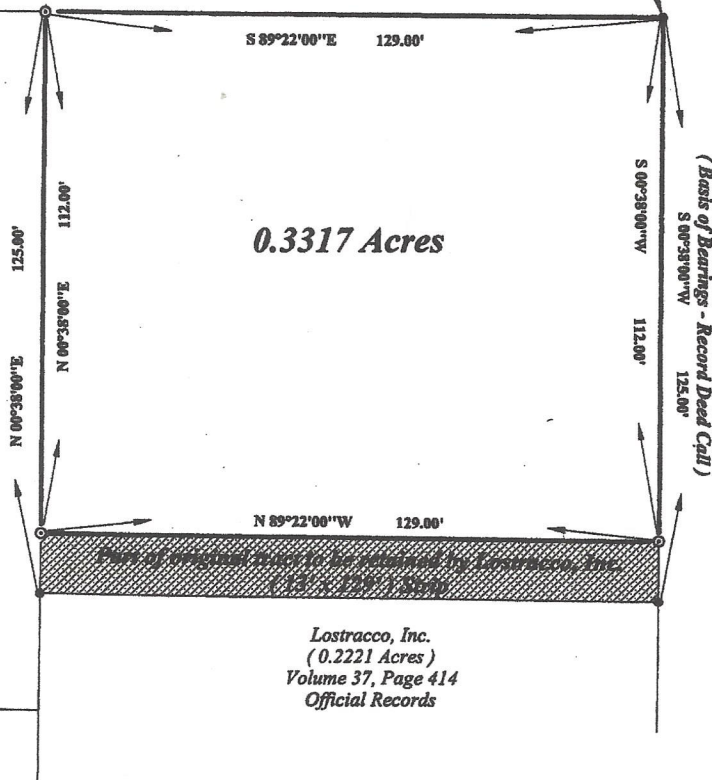 S 89°22'00"E 129.00'
125.00'
N 00°38'00"E
112.00'
N 00°38'00"E
0.3317 Acres
S 00°38'00"W
112.00'
S 00°38'00"W
125.00'
( Basis of Bearings - Record Deed Call )
N 89°22'00"W 129.00'
Part of original tract to be retained by Lostracco, Inc.
( 13' x 129' ) Strip
Lostracco, Inc.
( 0.2221 Acres )
Volume 37, Page 414
Official Records